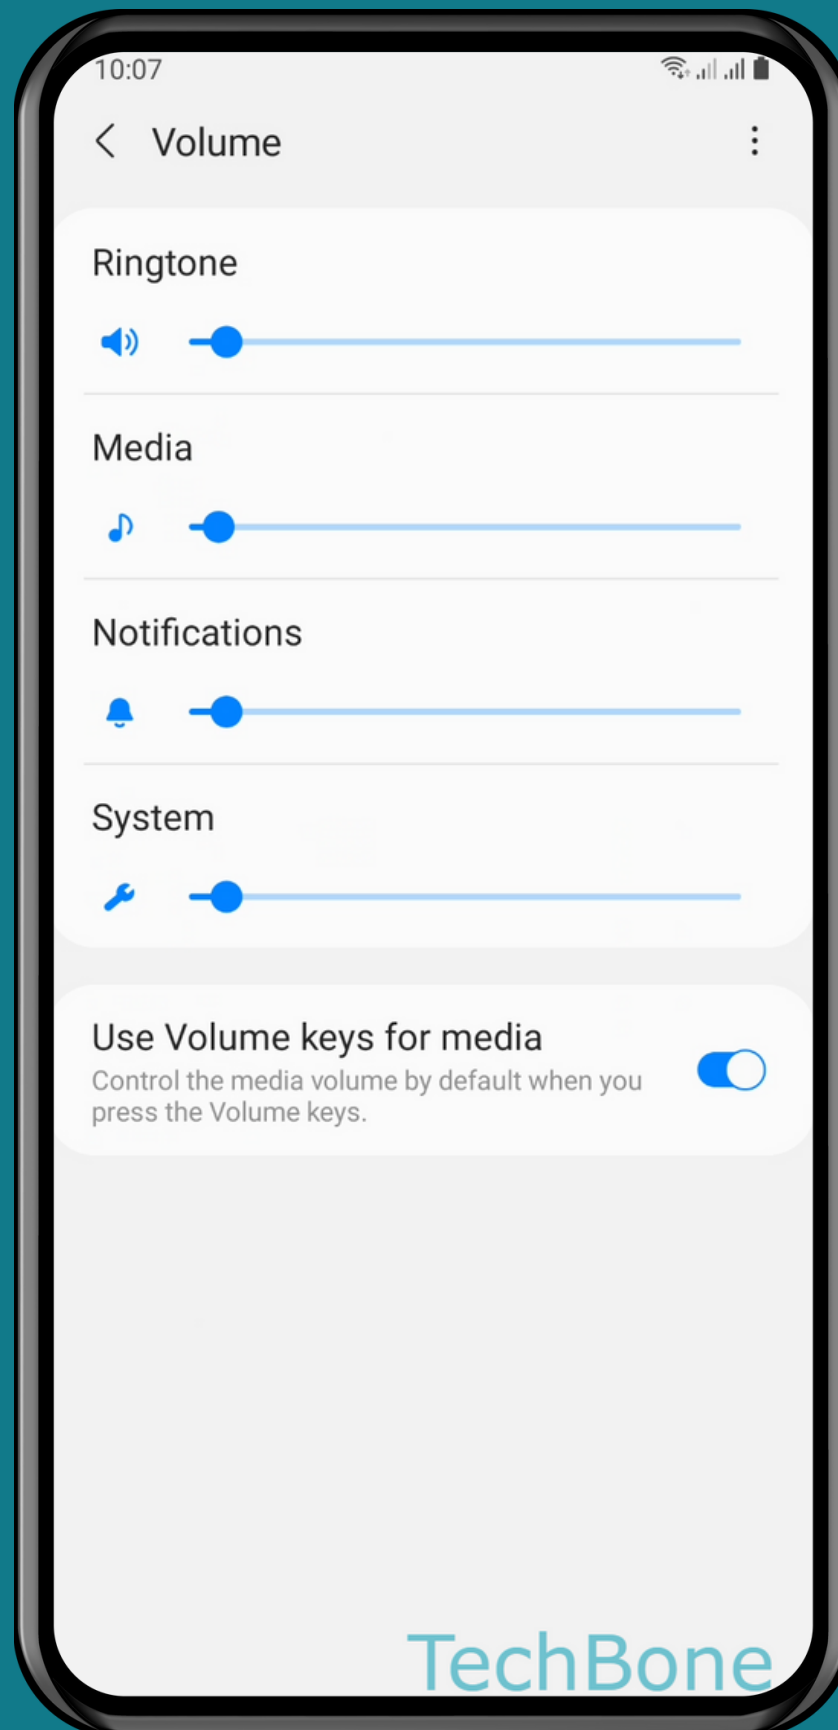 10:07
Volume
Ringtone
Media
Notifications
System
Use Volume keys for media
Control the media volume by default when you
press the Volume keys.
TechBone